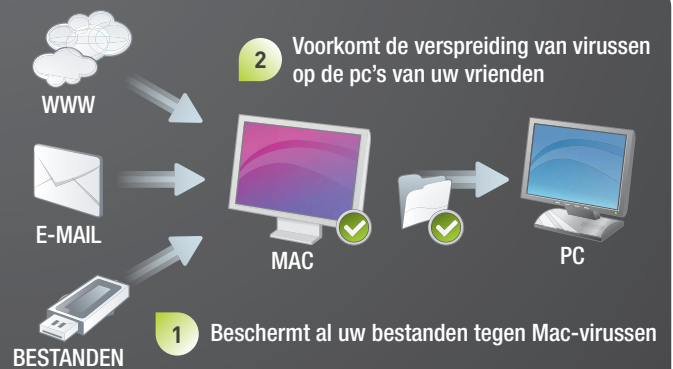 2
Voorkomt de verspreiding van virussen
op de pc's van uw vrienden
WWW
E-MAIL
MAC
PC
1
Beschermt al uw bestanden tegen Mac-virussen
BESTANDEN